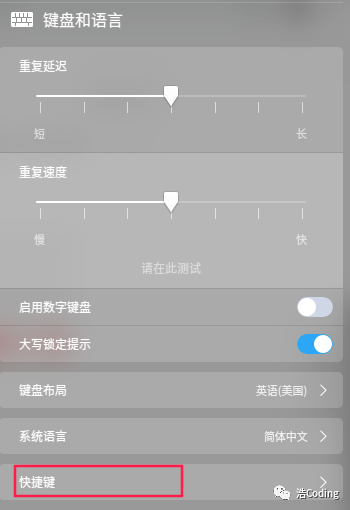 键盘和语言
重复延迟
短 长
重复速度
慢 快
请在此测试
启用数字键盘
大写锁定提示
键盘布局 英语(美国)
系统语言 简体中文
快捷键
浩Coding